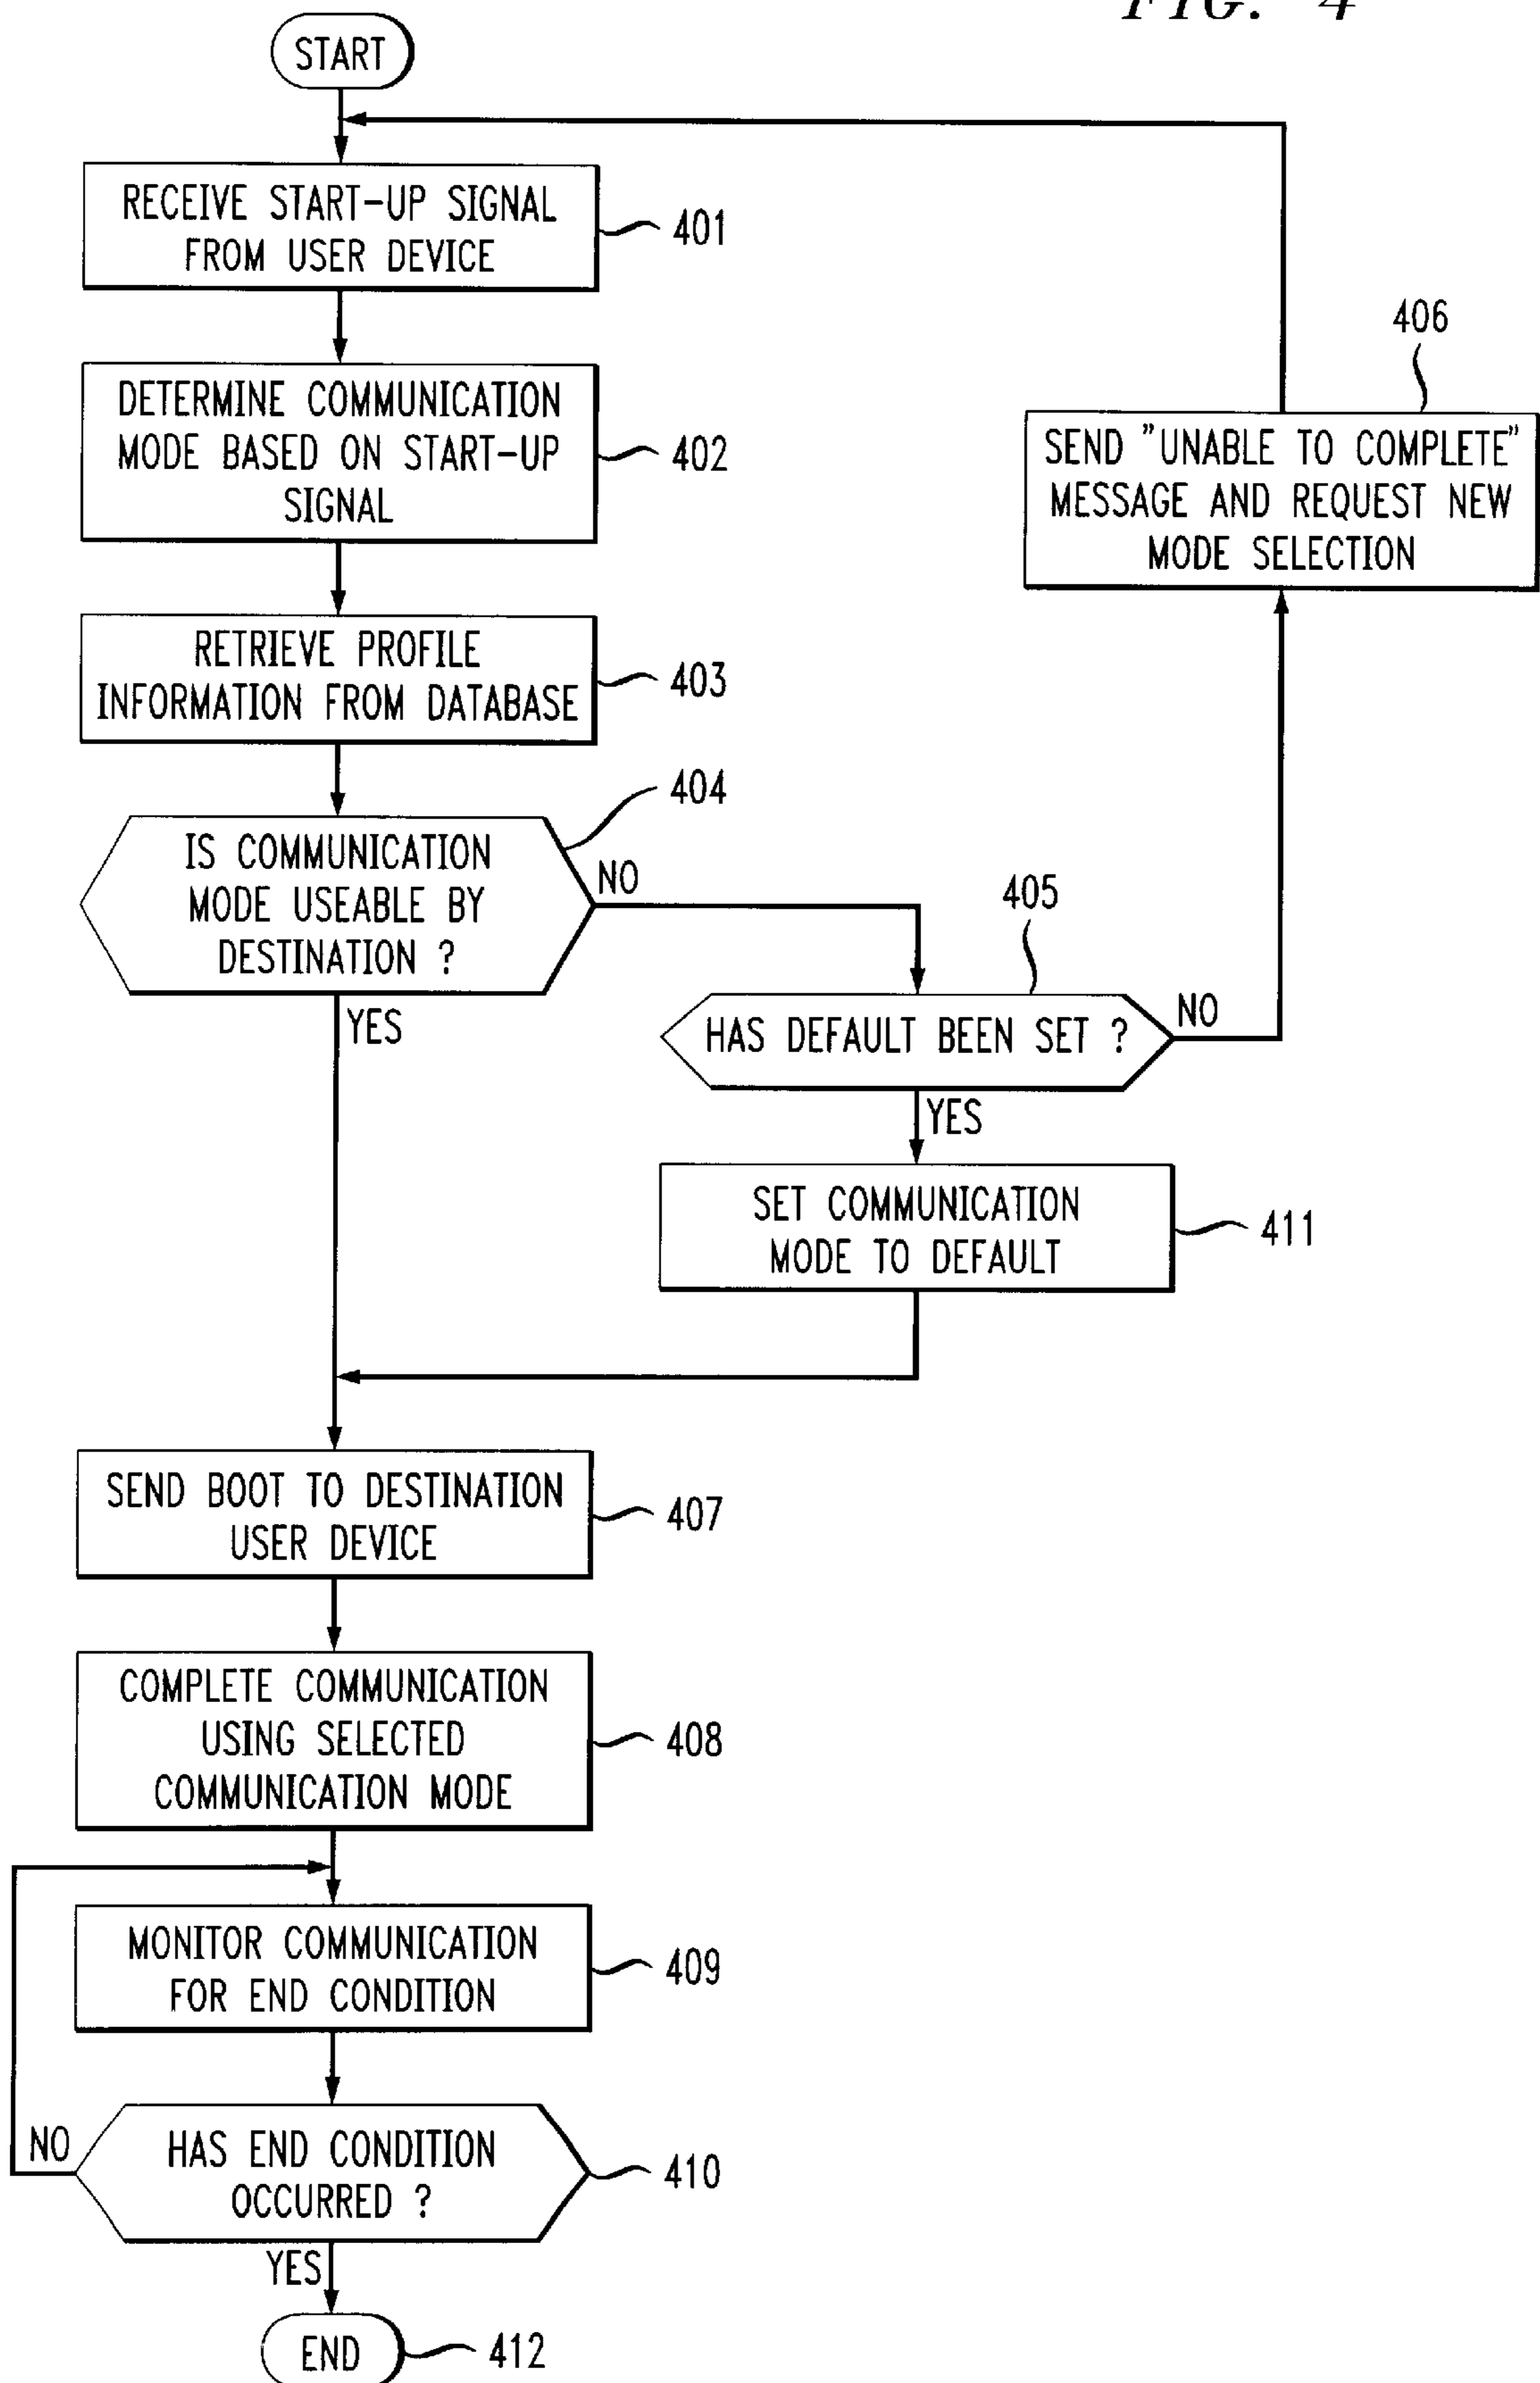 FIG. 4
START
RECEIVE START-UP SIGNAL
FROM USER DEVICE
401
DETERMINE COMMUNICATION
MODE BASED ON START-UP
SIGNAL
402
406
SEND "UNABLE TO COMPLETE"
MESSAGE AND REQUEST NEW
MODE SELECTION
RETRIEVE PROFILE
INFORMATION FROM DATABASE
403
404
IS COMMUNICATION
MODE USEABLE BY
DESTINATION ?
NO
YES
405
HAS DEFAULT BEEN SET ?
NO
YES
SET COMMUNICATION
MODE TO DEFAULT
411
SEND BOOT TO DESTINATION
USER DEVICE
407
COMPLETE COMMUNICATION
USING SELECTED
COMMUNICATION MODE
408
MONITOR COMMUNICATION
FOR END CONDITION
409
NO
HAS END CONDITION
OCCURRED ?
410
YES
END
412